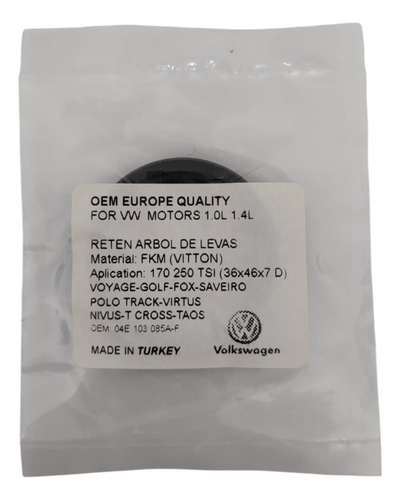 OEM EUROPE QUALITY
FOR VW MOTORS 1.0L 1.4L
RETEN ARBOL DE LEVAS
Material: FKM (VITTON)
Aplication: 170 250 TSI (36x46x7 D)
VOYAGE-GOLF-FOX-SAVEIRO
POLO TRACK-VIRTUS
NIVUS-T CROSS-TAOS
OEM 04E 103 085A-F
MADE IN TURKEY
Volkswagen